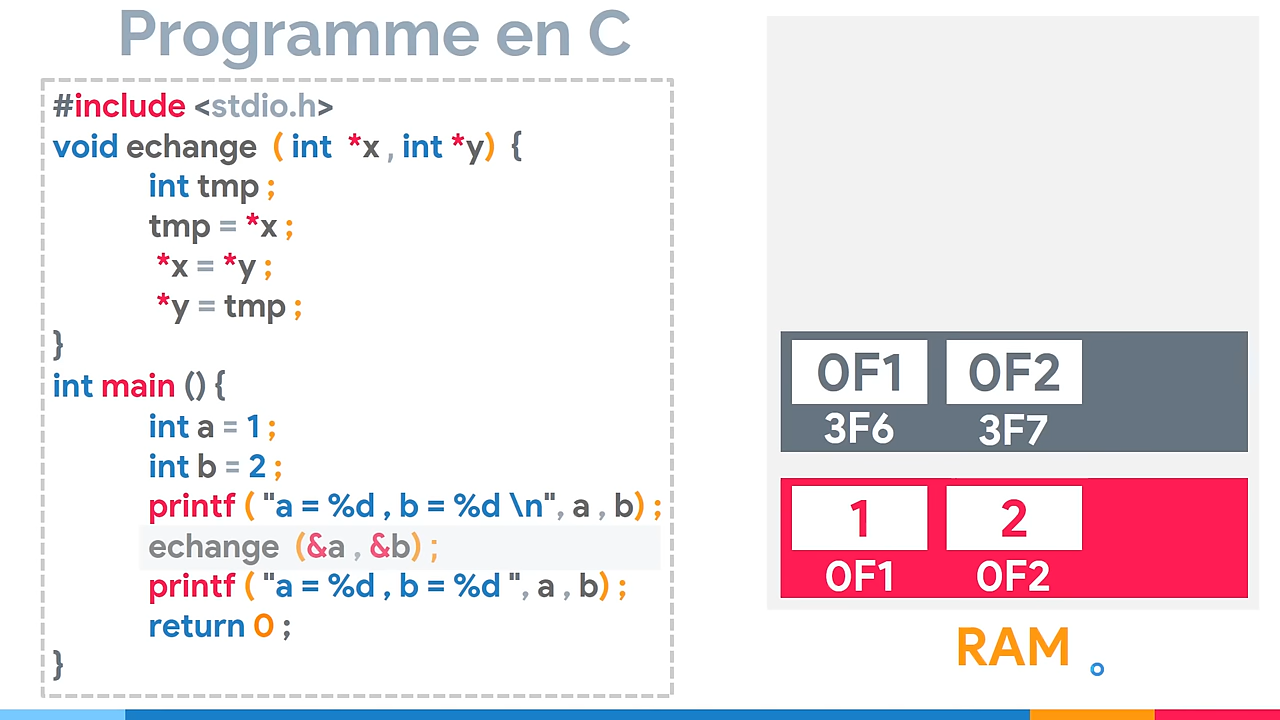 Programme en C
#include <stdio.h>
void echange ( int *x , int *y) {
int tmp ;
tmp = *x ;
*x = *y ;
*y = tmp ;
}
int main () {
int a = 1 ;
int b = 2 ;
printf ( "a = %d , b = %d \n", a , b) ;
echange (&a , &b) ;
printf ( "a = %d , b = %d ", a , b) ;
return 0 ;
}
0F1 0F2
3F6 3F7
1 2
0F1 0F2
RAM